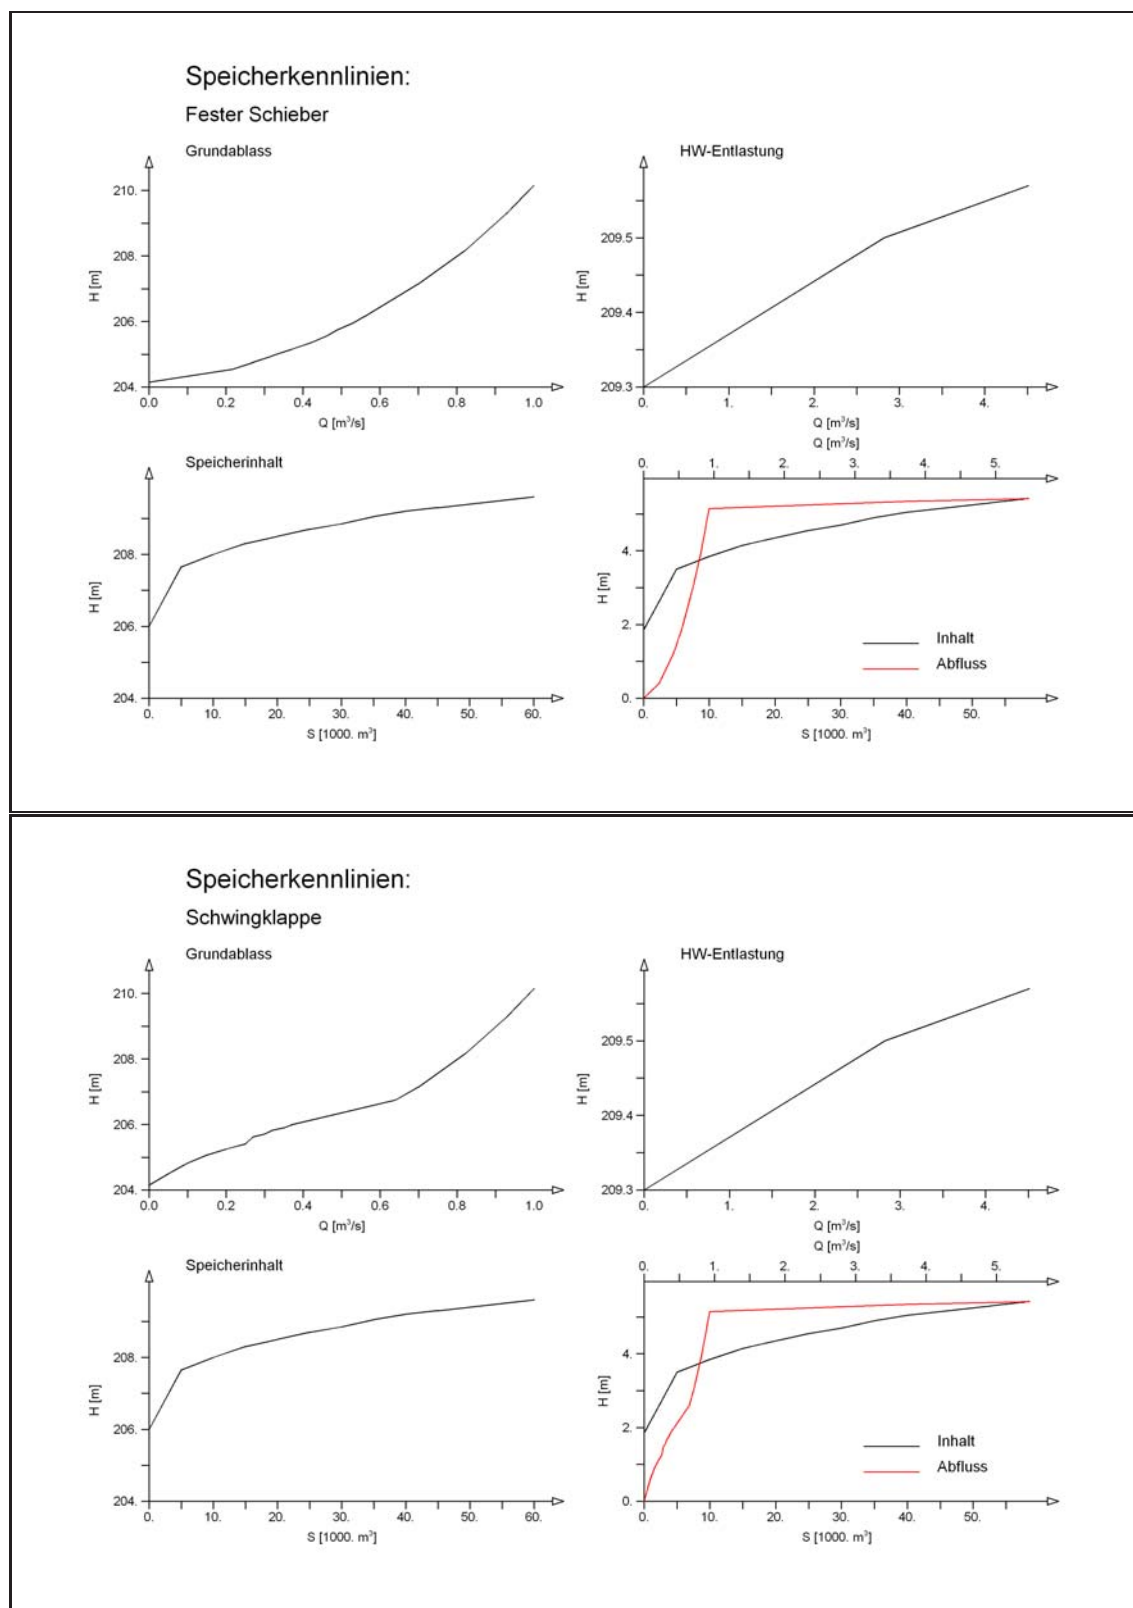 Speicherkennlinien:
Fester Schieber
Grundablass
210.
208.
206.
204.
H [m]
0.0 0.2 0.4 0.6 0.8 1.0
Q [m³/s]
HW-Entlastung
209.5
209.4
209.3
H [m]
0. 1. 2. 3. 4.
Q [m³/s]
Speicherinhalt
208.
206.
204.
H [m]
0. 10. 20. 30. 40. 50. 60.
S [1000. m³]
Q [m³/s]
0. 1. 2. 3. 4. 5.
4.
2.
0.
H [m]
Inhalt
Abfluss
0. 10. 20. 30. 40. 50.
S [1000. m³]
Speicherkennlinien:
Schwingklappe
Grundablass
210.
208.
206.
204.
H [m]
0.0 0.2 0.4 0.6 0.8 1.0
Q [m³/s]
HW-Entlastung
209.5
209.4
209.3
H [m]
0. 1. 2. 3. 4.
Q [m³/s]
Speicherinhalt
208.
206.
204.
H [m]
0. 10. 20. 30. 40. 50. 60.
S [1000. m³]
Q [m³/s]
0. 1. 2. 3. 4. 5.
4.
2.
0.
H [m]
Inhalt
Abfluss
0. 10. 20. 30. 40. 50.
S [1000. m³]